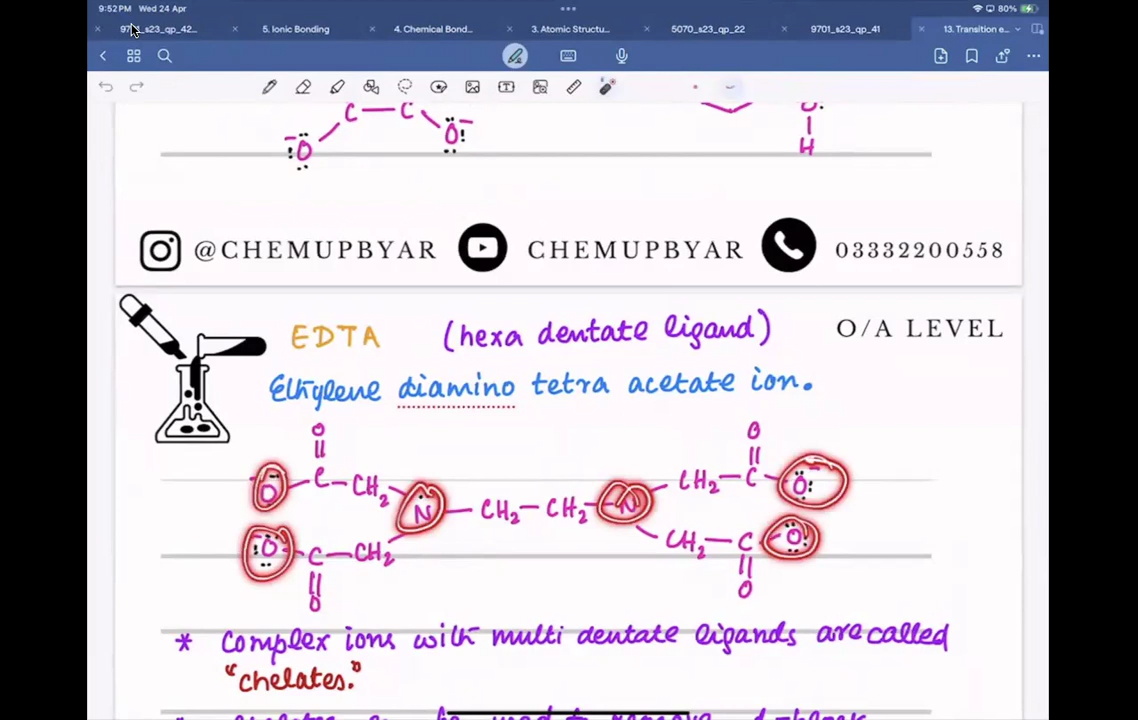 9:52 PM Wed 24 Apr
80%
5. Ionic Bonding
4. Chemical Bond...
3. Atomic Structu...
5070_s23_qp_22
9701_s23_qp_41
13. Transition e...
C — C
O O
O
H
@CHEMUPBYAR CHEMUPBYAR 03332200558
EDTA (hexa dentate ligand) O/A LEVEL
Ethylene diamino tetra acetate ion.
O O
O⁻ C — CH₂ CH₂ — C O⁻
N — CH₂ — CH₂ — N
O — C — CH₂ CH₂ — C O
O O
* Complex ions with multi dentate ligands are called
"chelates."